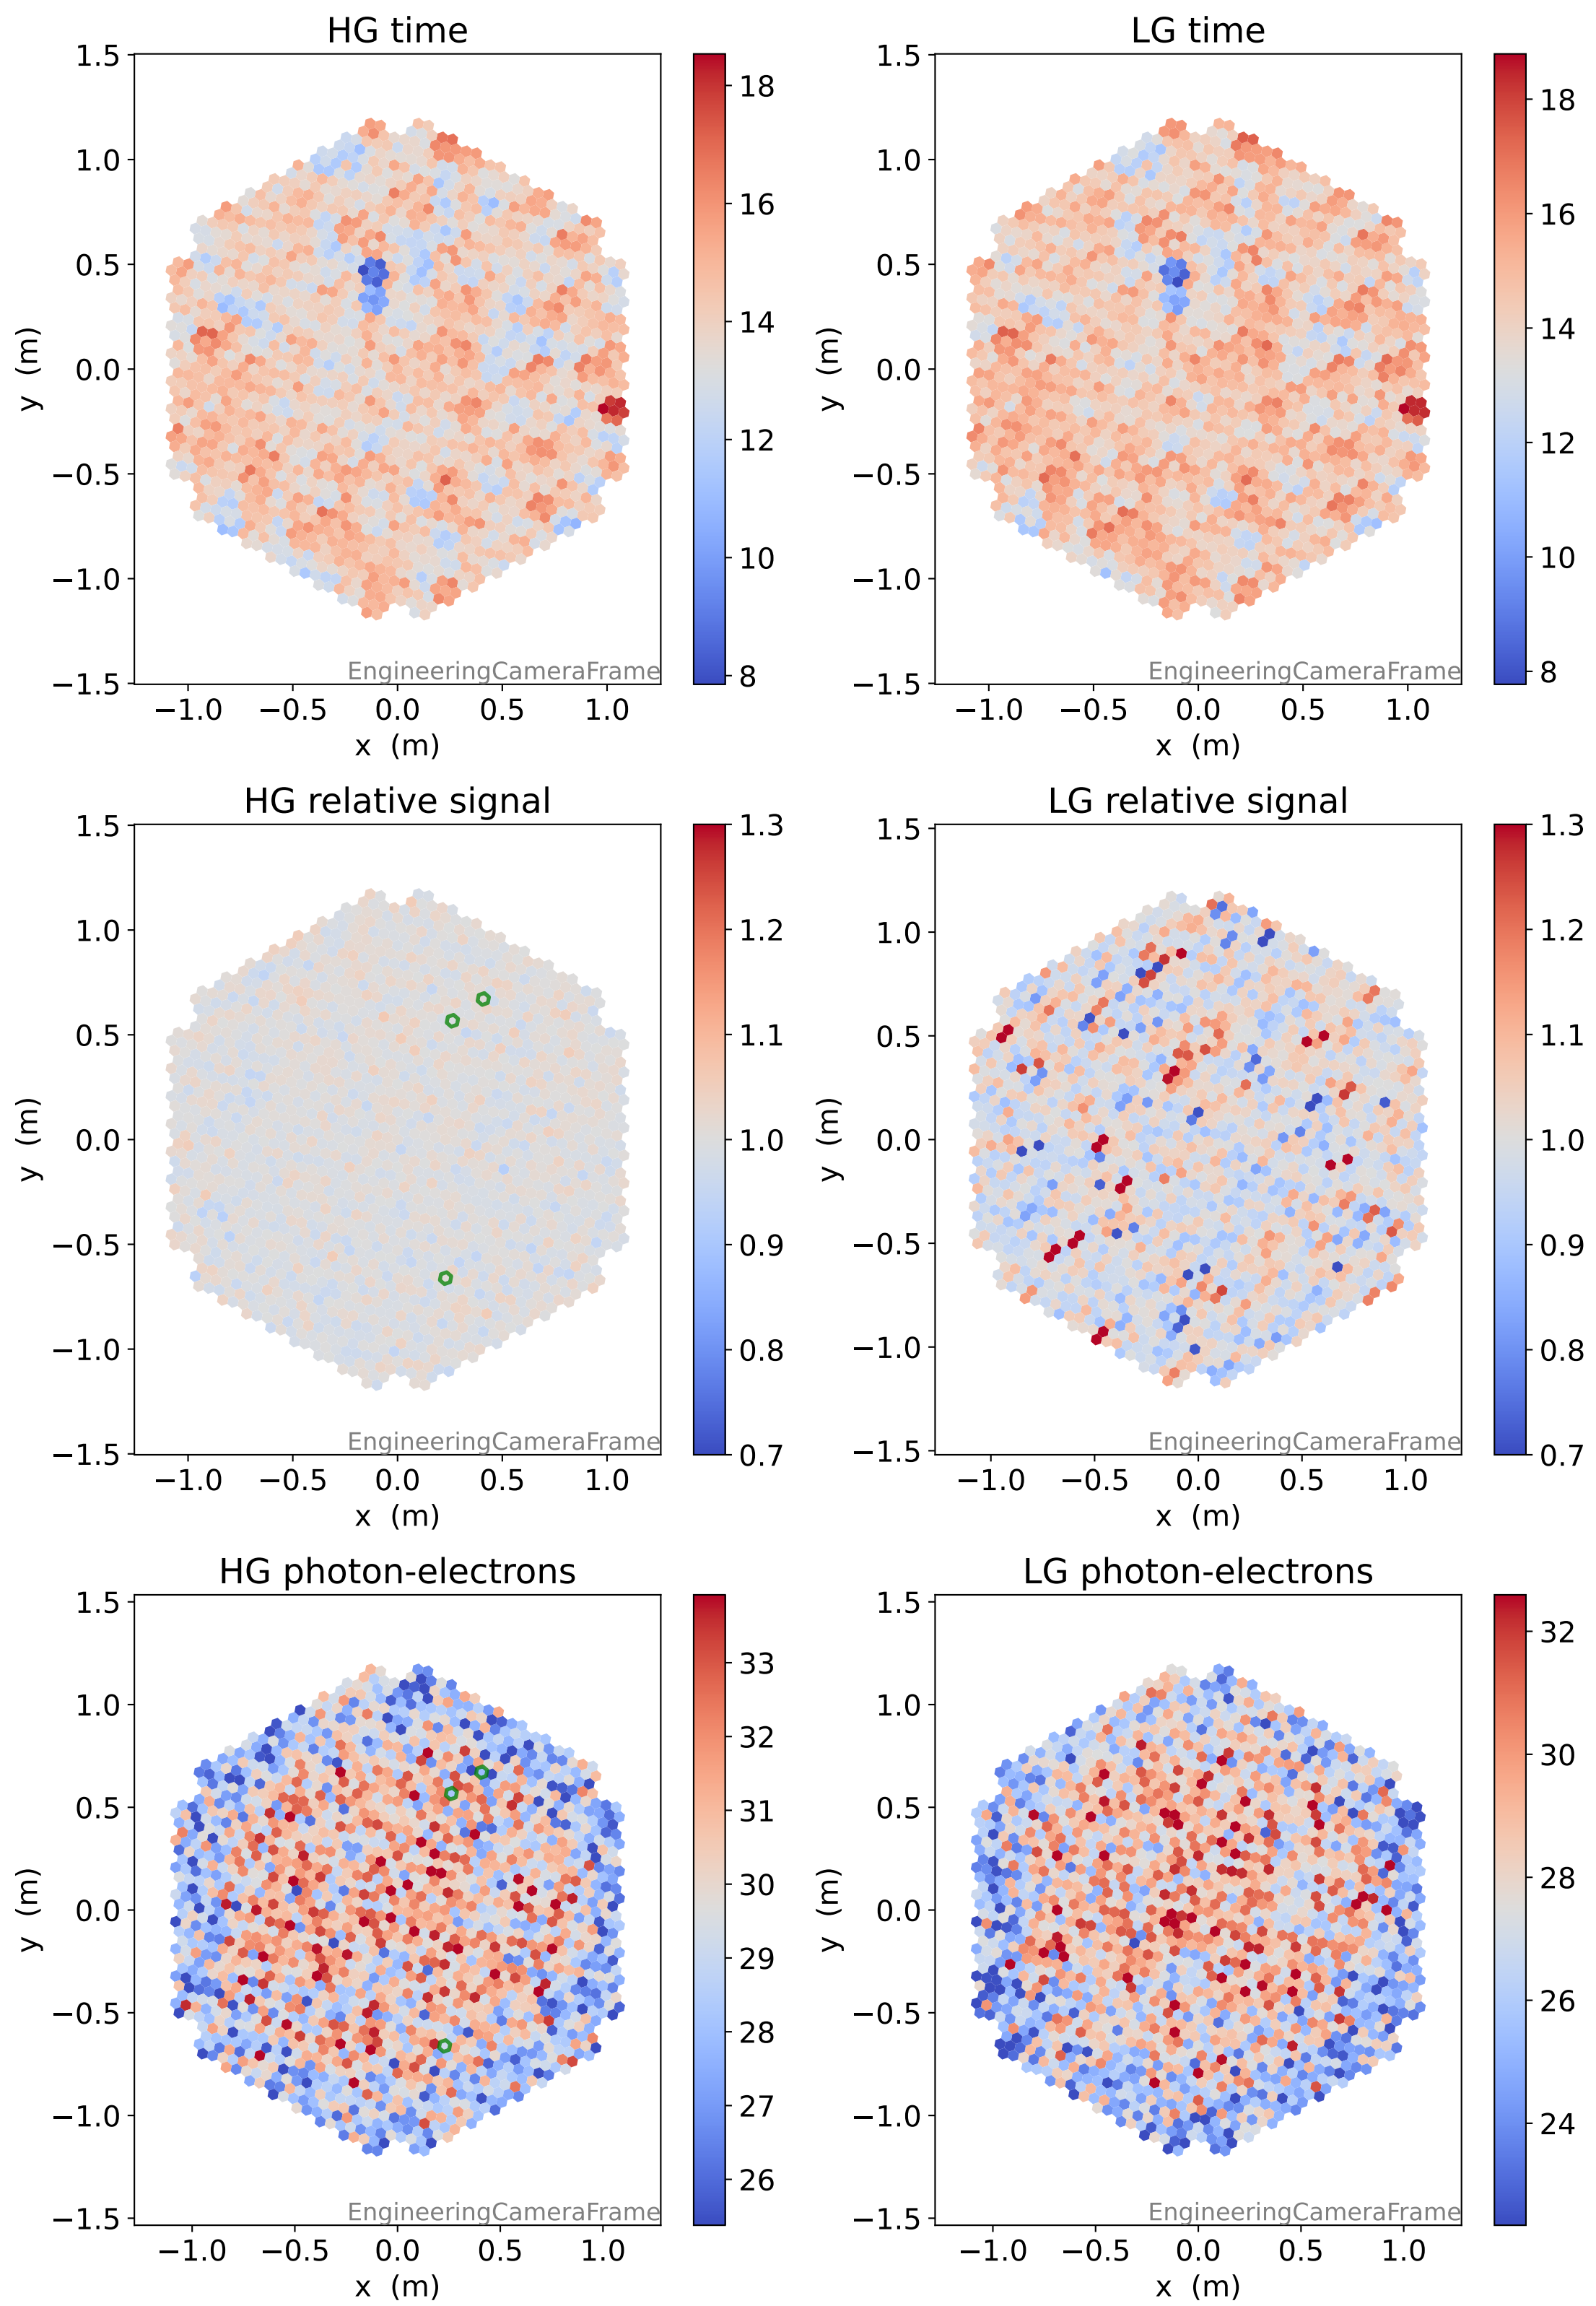 HG time
1.5
1.0
0.5
0.0
−0.5
−1.0
−1.5
y (m)
−1.0 −0.5 0.0 0.5 1.0
x (m)
EngineeringCameraFrame
18
16
14
12
10
8
LG time
1.5
1.0
0.5
0.0
−0.5
−1.0
−1.5
y (m)
−1.0 −0.5 0.0 0.5 1.0
x (m)
EngineeringCameraFrame
18
16
14
12
10
8
HG relative signal
1.5
1.0
0.5
0.0
−0.5
−1.0
−1.5
y (m)
−1.0 −0.5 0.0 0.5 1.0
x (m)
EngineeringCameraFrame
1.3
1.2
1.1
1.0
0.9
0.8
0.7
LG relative signal
1.5
1.0
0.5
0.0
−0.5
−1.0
−1.5
y (m)
−1.0 −0.5 0.0 0.5 1.0
x (m)
EngineeringCameraFrame
1.3
1.2
1.1
1.0
0.9
0.8
0.7
HG photon-electrons
1.5
1.0
0.5
0.0
−0.5
−1.0
−1.5
y (m)
−1.0 −0.5 0.0 0.5 1.0
x (m)
EngineeringCameraFrame
33
32
31
30
29
28
27
26
LG photon-electrons
1.5
1.0
0.5
0.0
−0.5
−1.0
−1.5
y (m)
−1.0 −0.5 0.0 0.5 1.0
x (m)
EngineeringCameraFrame
32
30
28
26
24